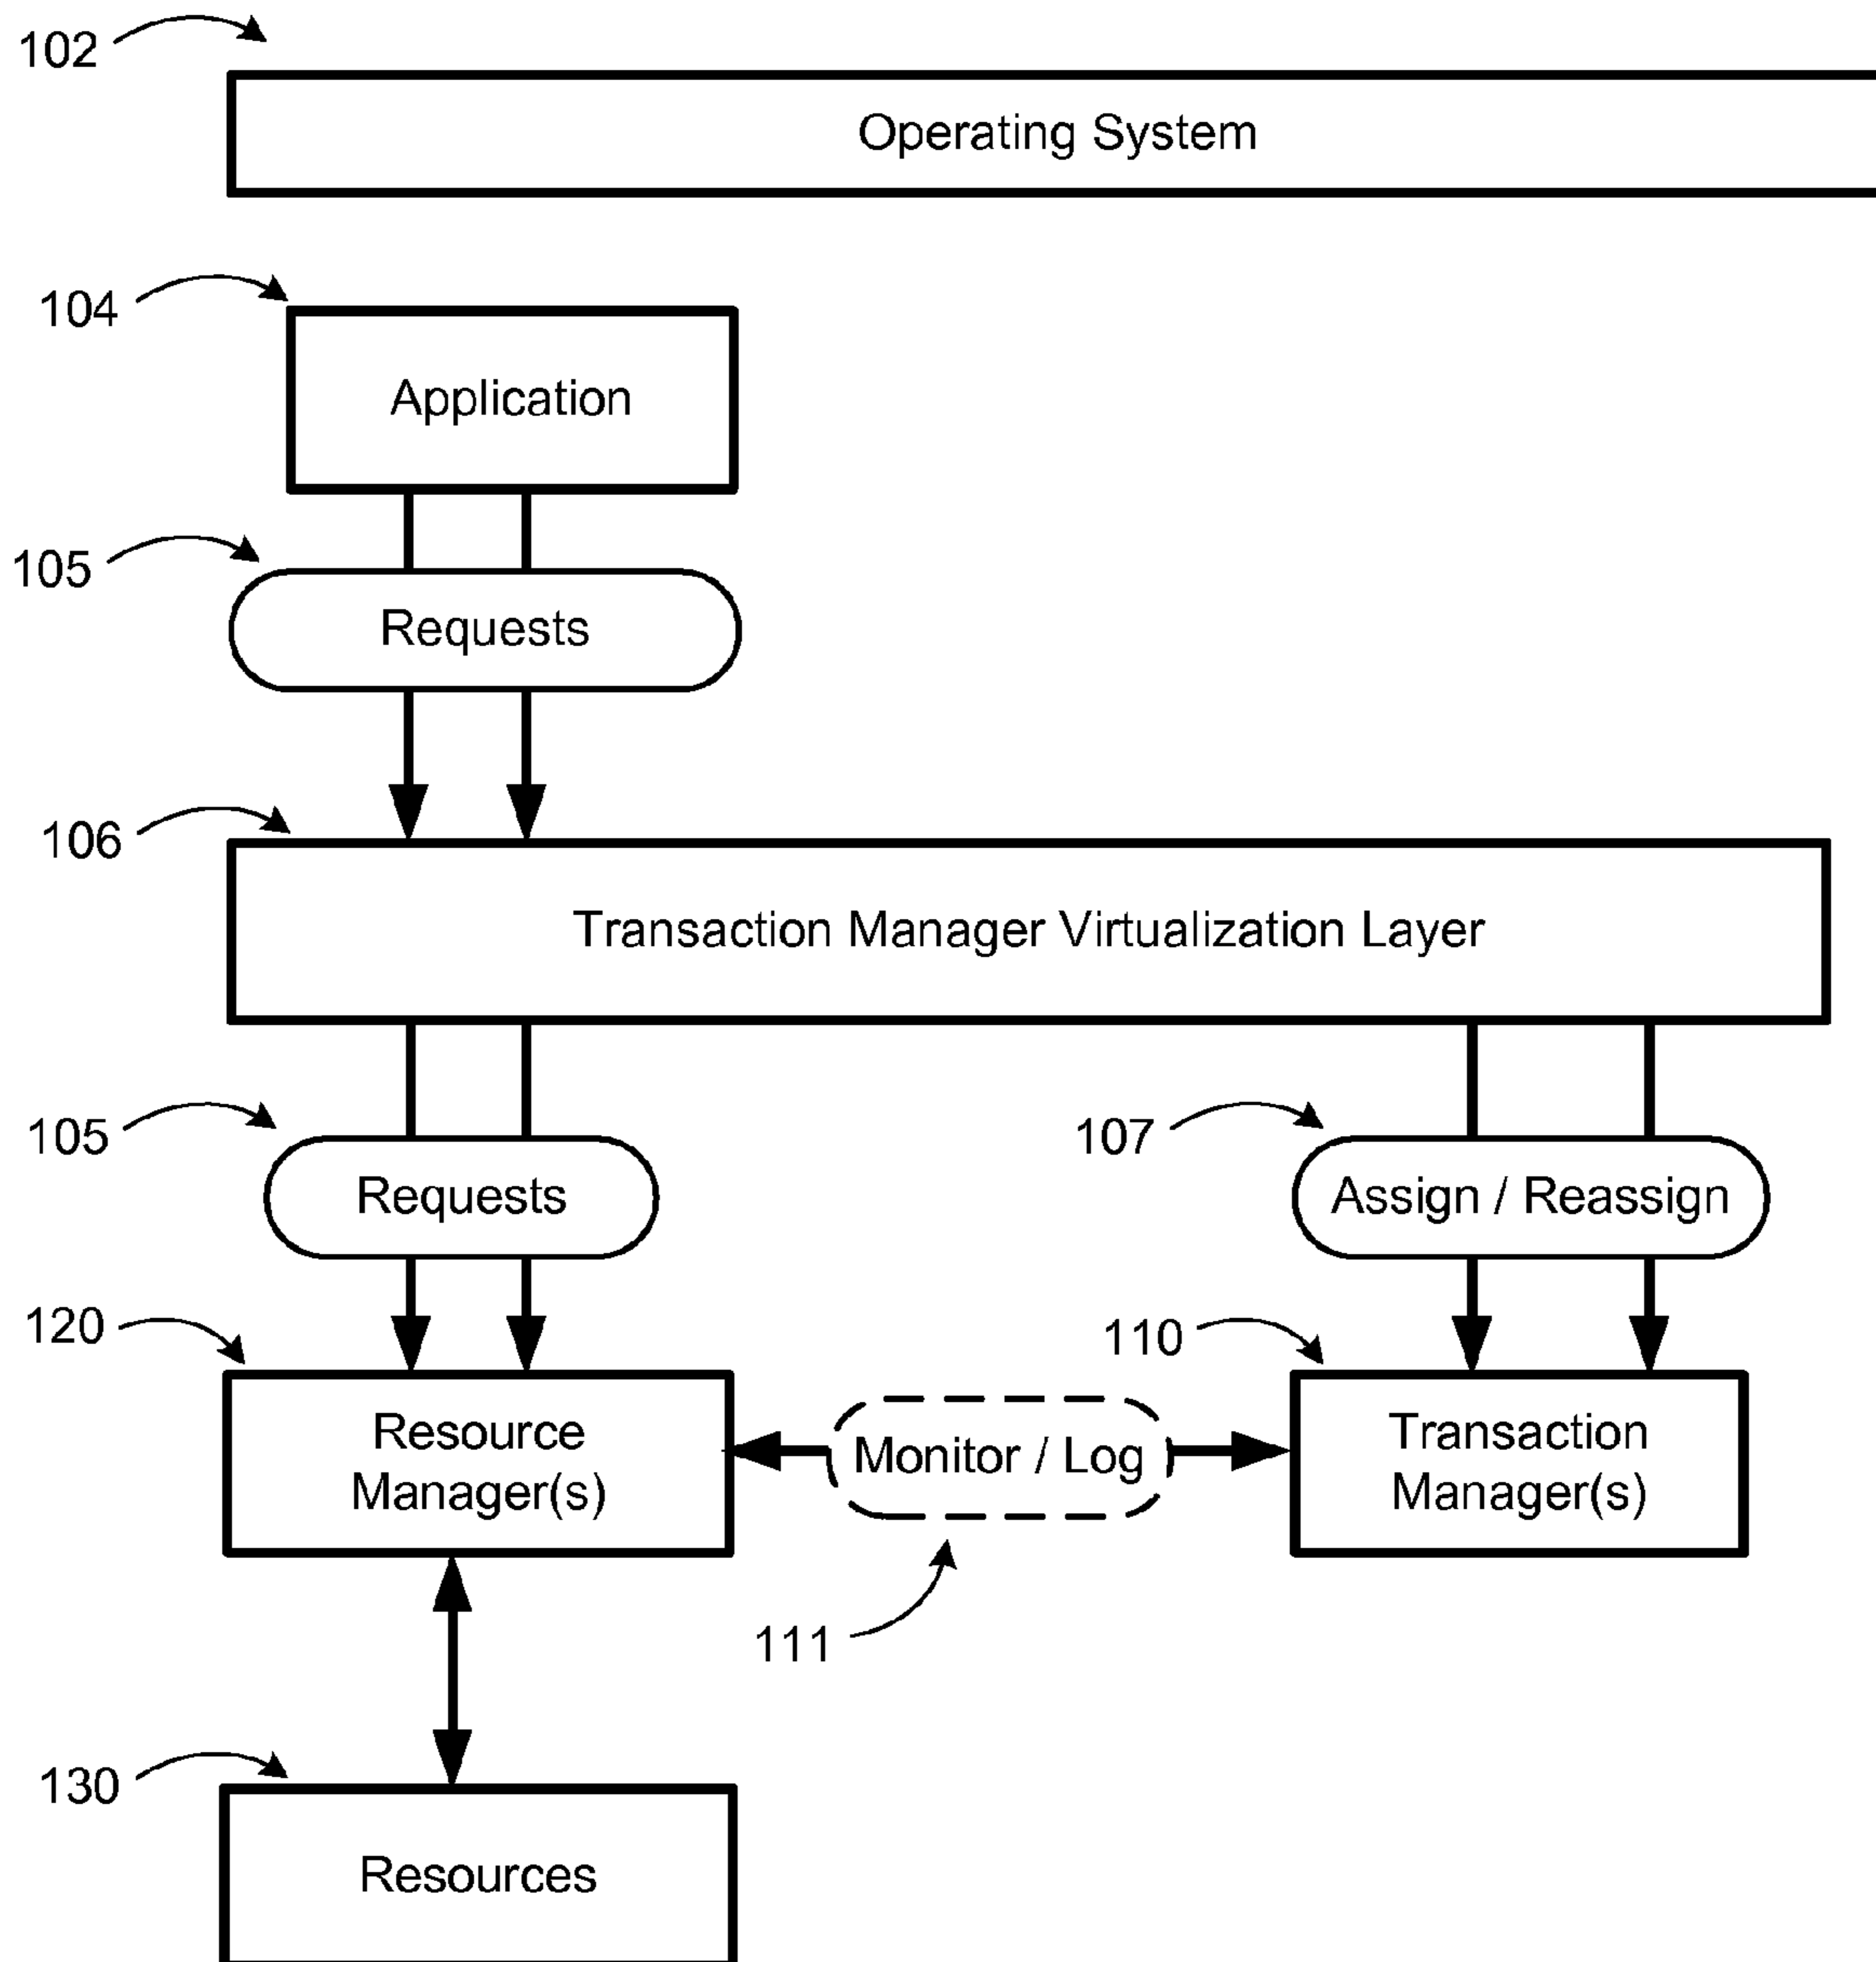 102
Operating System
104
Application
105
Requests
106
Transaction Manager Virtualization Layer
105
Requests
107
Assign / Reassign
120
Resource
Manager(s)
Monitor / Log
110
Transaction
Manager(s)
111
130
Resources